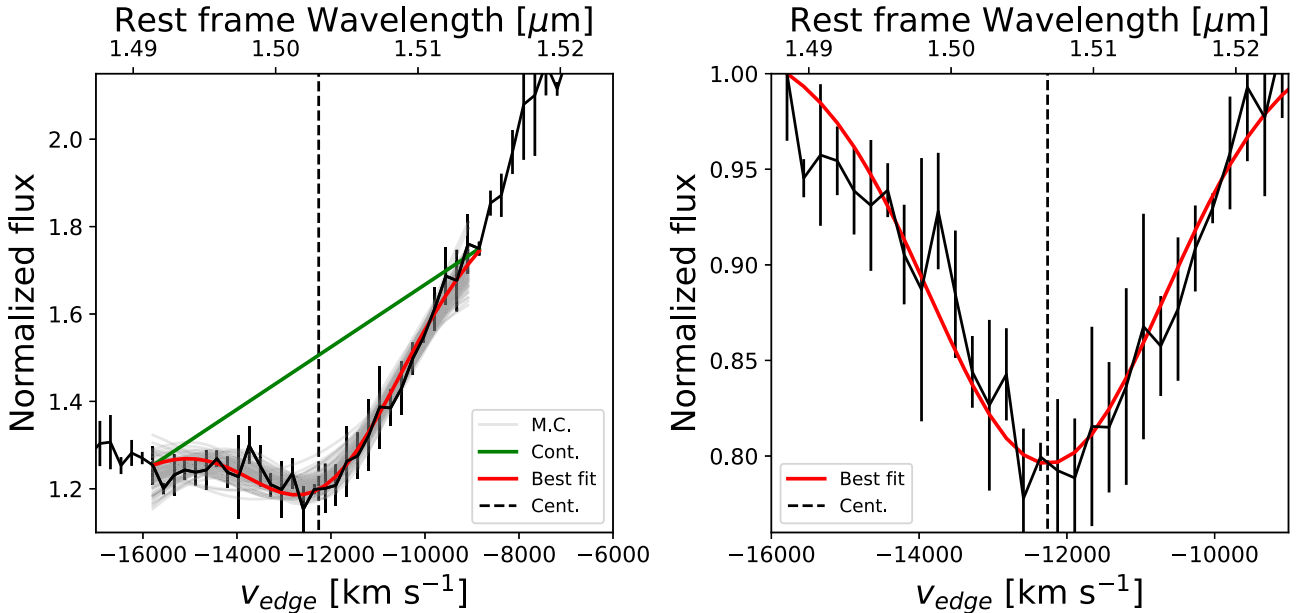 Rest frame Wavelength [μm]
1.49 1.50 1.51 1.52
Normalized flux
2.0
1.8
1.6
1.4
1.2
M.C.
Cont.
Best fit
Cent.
−16000 −14000 −12000 −10000 −8000 −6000
v_edge [km s⁻¹]
Rest frame Wavelength [μm]
1.49 1.50 1.51 1.52
Normalized flux
1.00
0.95
0.90
0.85
0.80
Best fit
Cent.
−16000 −14000 −12000 −10000
v_edge [km s⁻¹]